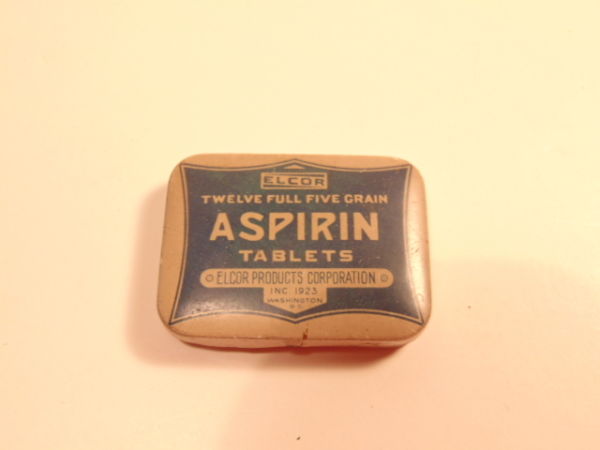 ELCOR
TWELVE FULL FIVE GRAIN
ASPIRIN
TABLETS
ELCOR PRODUCTS CORPORATION
INC. 1923
WASHINGTON
D.C.